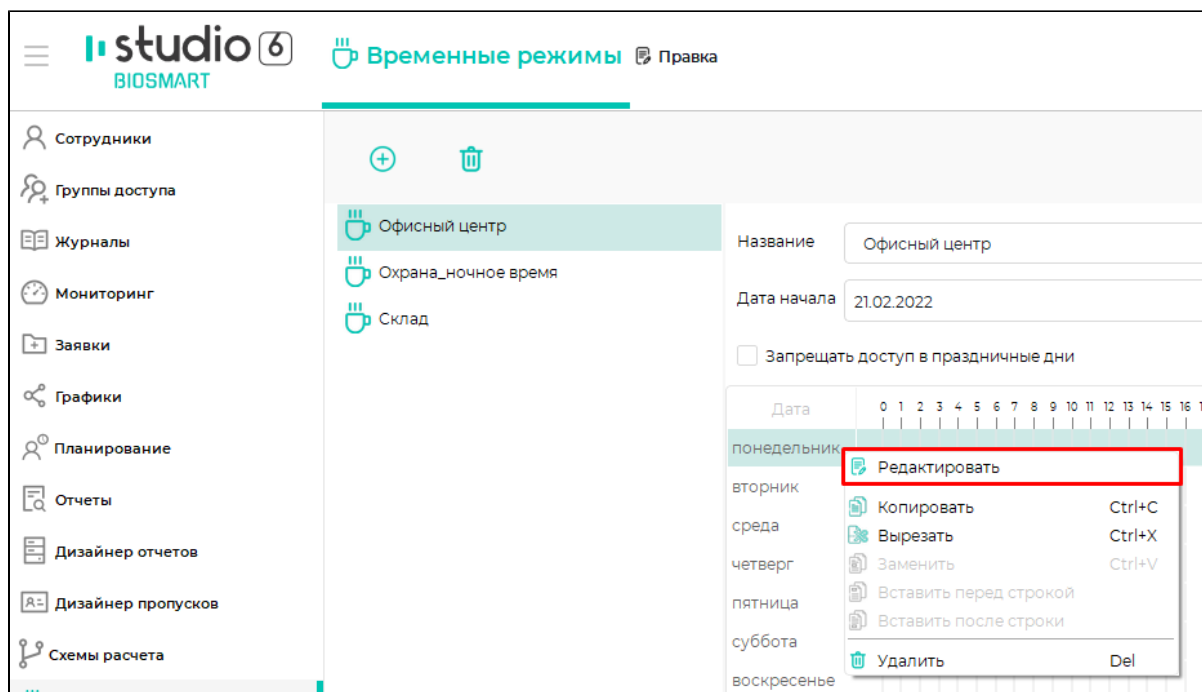 studio 6
BIOSMART
Временные режимы
Правка
Сотрудники
Группы доступа
Журналы
Мониторинг
Заявки
Графики
Планирование
Отчеты
Дизайнер отчетов
Дизайнер пропусков
Схемы расчета
Офисный центр
Охрана_ночное время
Склад
Название Офисный центр
Дата начала 21.02.2022
Запрещать доступ в праздничные дни
Дата 0 1 2 3 4 5 6 7 8 9 10 11 12 13 14 15 16
понедельник
вторник
среда
четверг
пятница
суббота
воскресенье
Редактировать
Копировать Ctrl+C
Вырезать Ctrl+X
Заменить Ctrl+V
Вставить перед строкой
Вставить после строки
Удалить Del